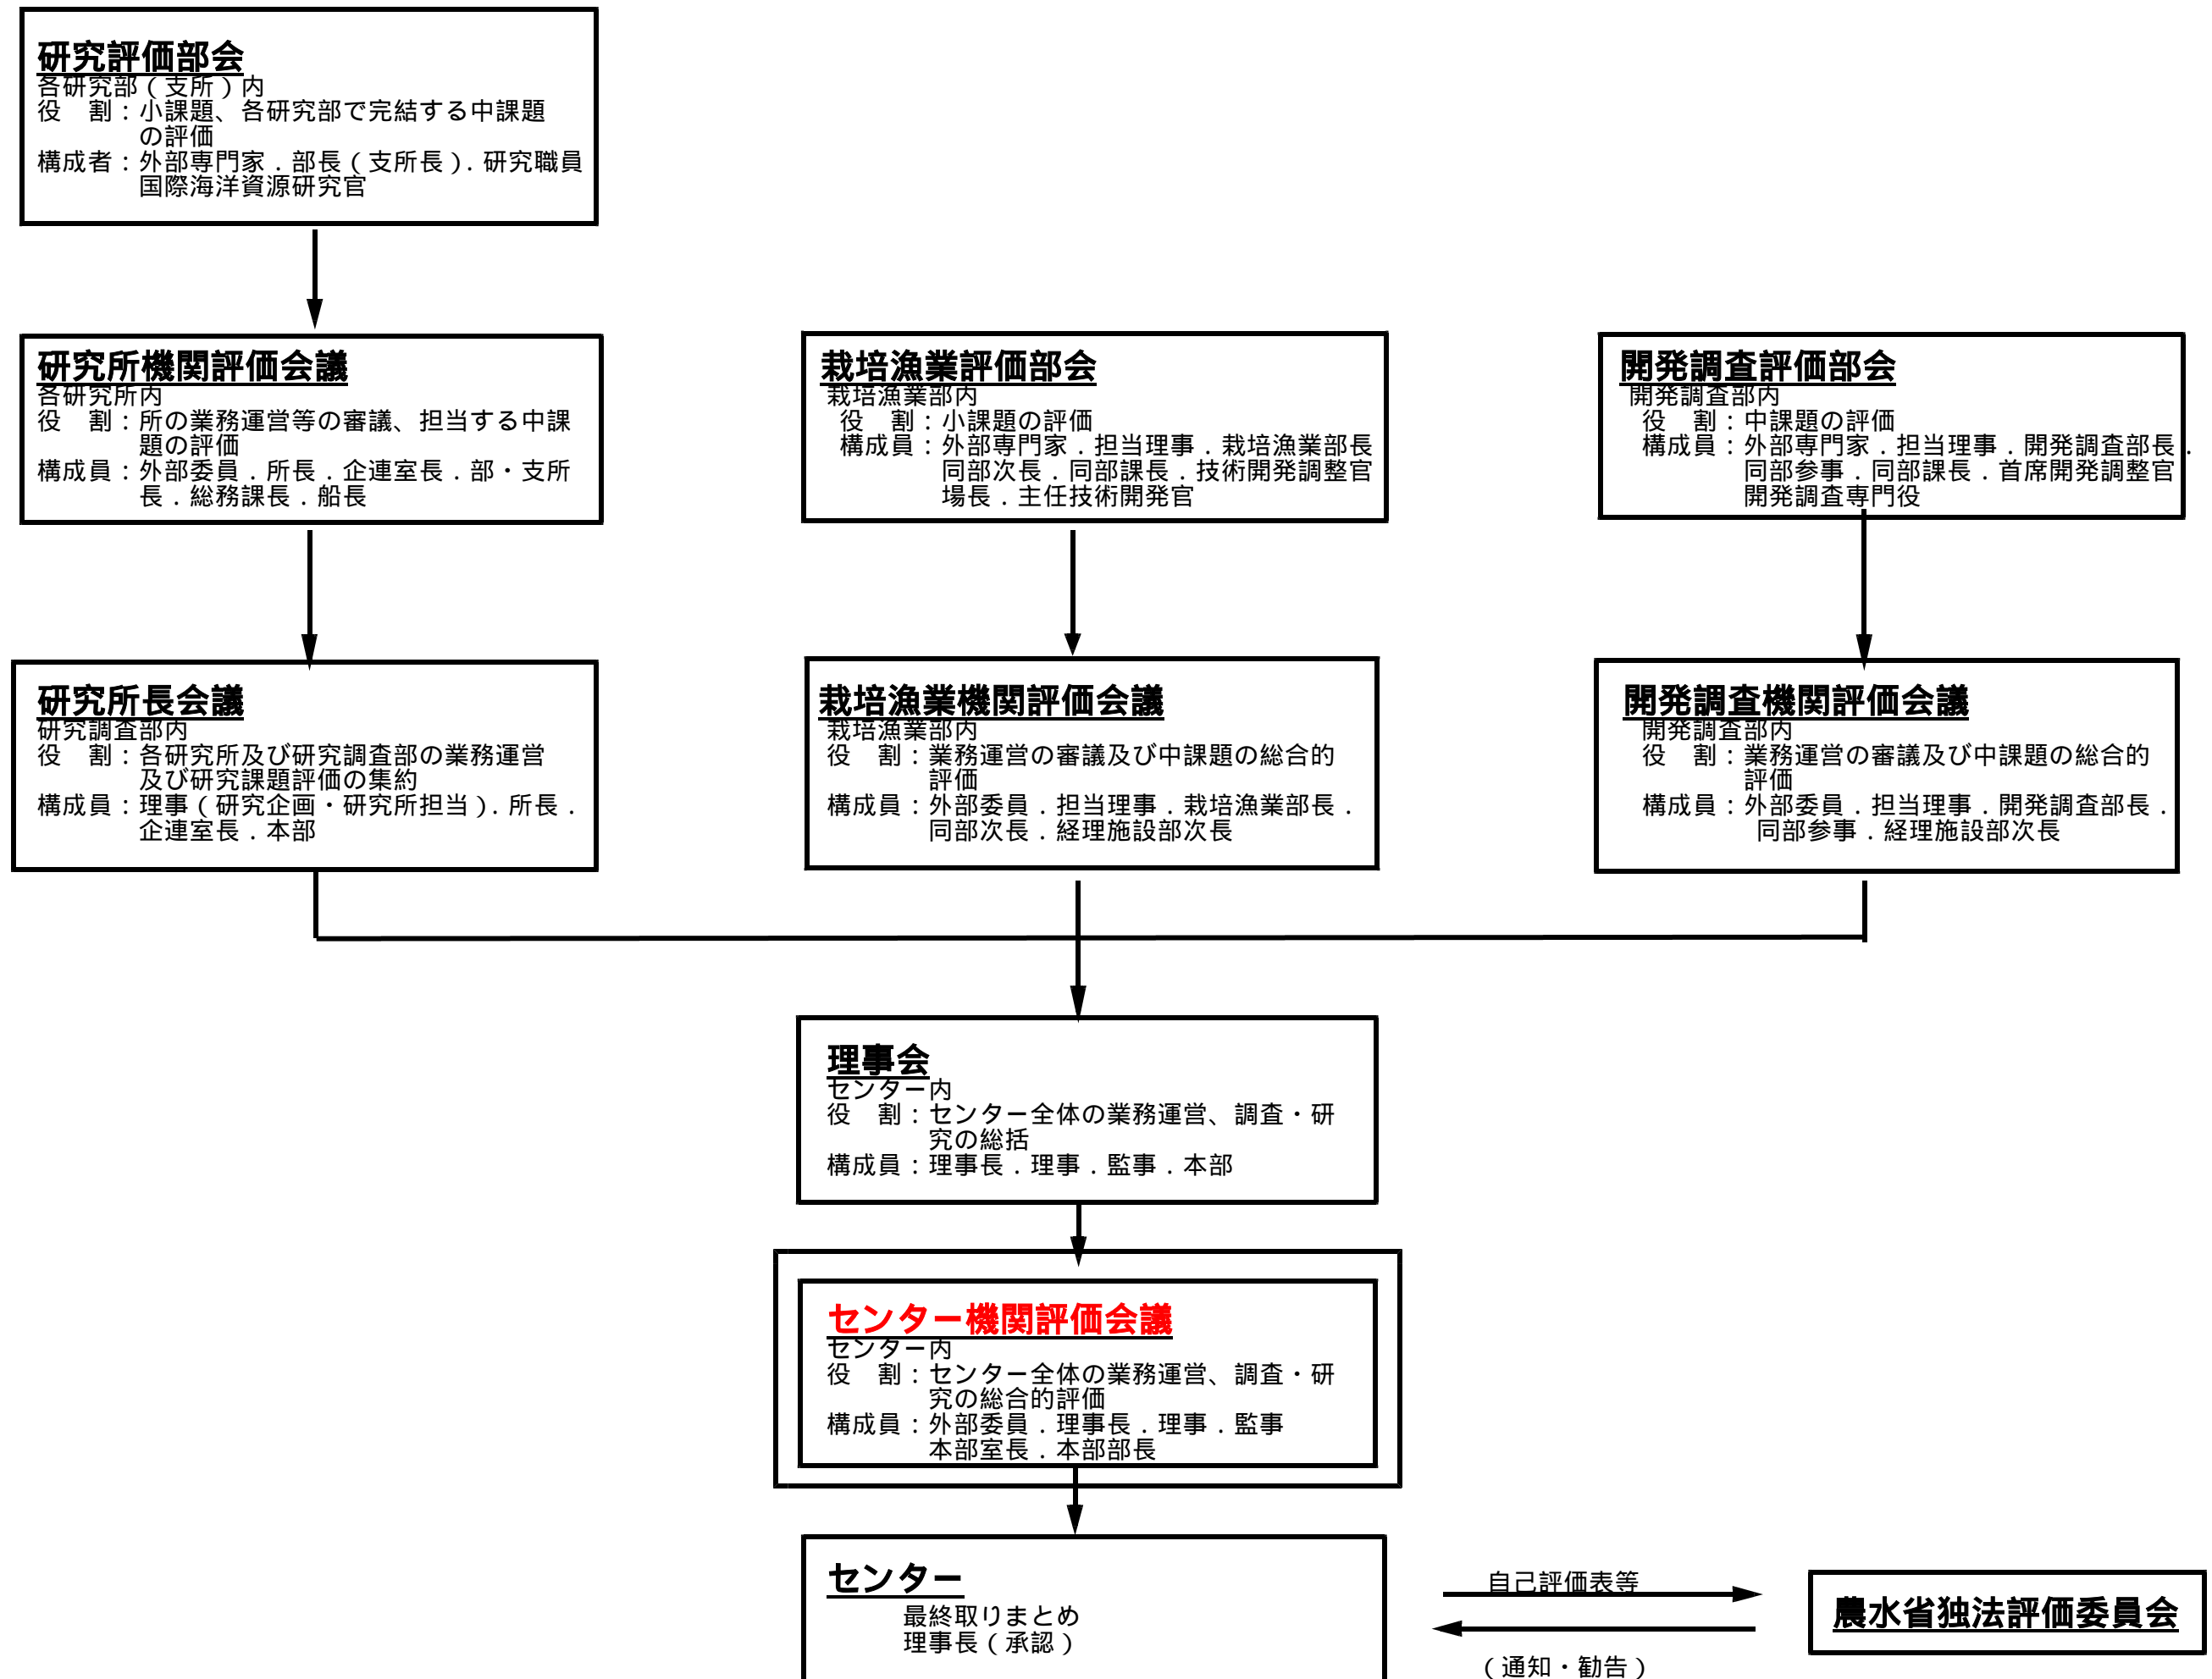 研究評価部会
各研究部（支所）内
役　割：小課題、各研究部で完結する中課題
の評価
構成者：外部専門家．部長（支所長）．研究職員
国際海洋資源研究官
研究所機関評価会議
各研究所内
役　割：所の業務運営等の審議、担当する中課
題の評価
構成員：外部委員．所長．企連室長．部・支所
長．総務課長．船長
栽培漁業評価部会
栽培漁業部内
役　割：小課題の評価
構成員：外部専門家．担当理事．栽培漁業部長
同部次長．同部課長．技術開発調整官
場長．主任技術開発官
開発調査評価部会
開発調査部内
役　割：中課題の評価
構成員：外部専門家．担当理事．開発調査部長．
同部参事．同部課長．首席開発調整官
開発調査専門役
研究所長会議
研究調査部内
役　割：各研究所及び研究調査部の業務運営
及び研究課題評価の集約
構成員：理事（研究企画・研究所担当）．所長．
企連室長．本部
栽培漁業機関評価会議
栽培漁業部内
役　割：業務運営の審議及び中課題の総合的
評価
構成員：外部委員．担当理事．栽培漁業部長．
同部次長．経理施設部次長
開発調査機関評価会議
開発調査部内
役　割：業務運営の審議及び中課題の総合的
評価
構成員：外部委員．担当理事．開発調査部長．
同部参事．経理施設部次長
理事会
センター内
役　割：センター全体の業務運営、調査・研
究の総括
構成員：理事長．理事．監事．本部
センター機関評価会議
センター内
役　割：センター全体の業務運営、調査・研
究の総合的評価
構成員：外部委員．理事長．理事．監事
本部室長．本部部長
センター
最終取りまとめ
理事長（承認）
自己評価表等
（通知・勧告）
農水省独法評価委員会